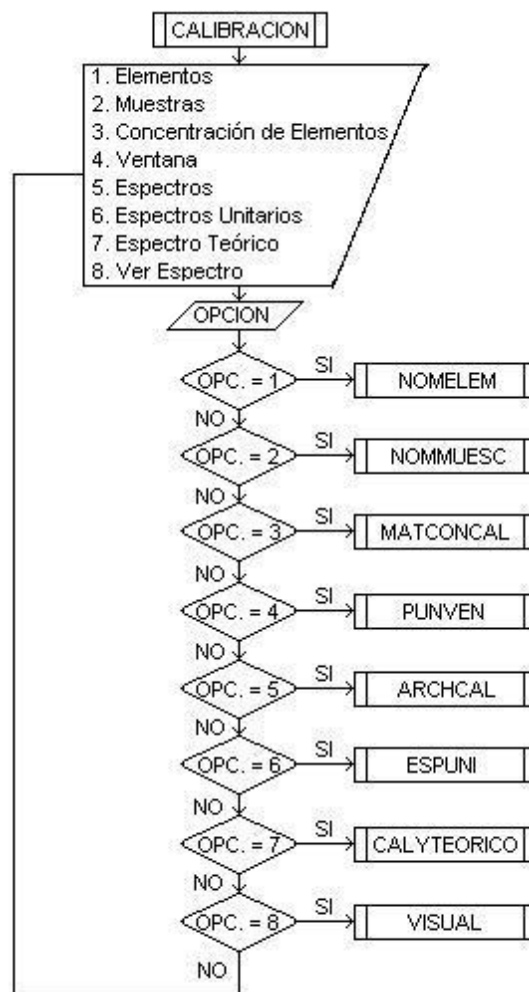 CALIBRACION
1. Elementos
2. Muestras
3. Concentración de Elementos
4. Ventana
5. Espectros
6. Espectros Unitarios
7. Espectro Teórico
8. Ver Espectro
OPCION
OPC. = 1 SI NOMELEM
NO
OPC. = 2 SI NOMMUESC
NO
OPC. = 3 SI MATCONCAL
NO
OPC. = 4 SI PUNVEN
NO
OPC. = 5 SI ARCHCAL
NO
OPC. = 6 SI ESPUNI
NO
OPC. = 7 SI CALYTEORICO
NO
OPC. = 8 SI VISUAL
NO